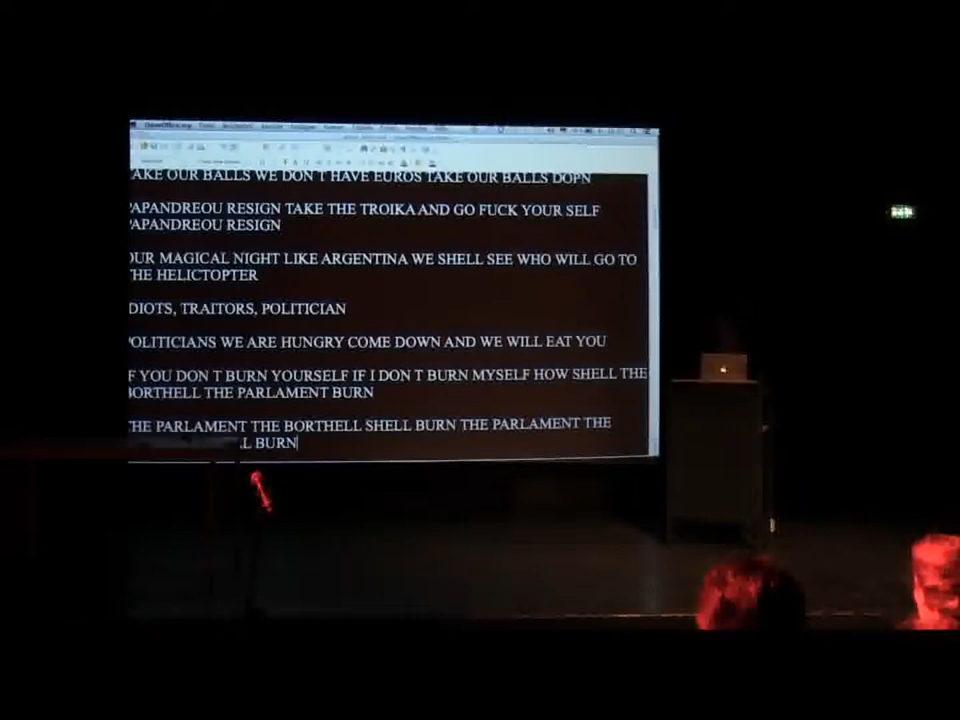 AKE OUR BALLS WE DON T HAVE EUROS TAKE OUR BALLS DOPN
PAPANDREOU RESIGN TAKE THE TROIKA AND GO FUCK YOUR SELF
PAPANDREOU RESIGN
OUR MAGICAL NIGHT LIKE ARGENTINA WE SHELL SEE WHO WILL GO TO
THE HELICTOPTER
DIOTS, TRAITORS, POLITICIAN
POLITICIANS WE ARE HUNGRY COME DOWN AND WE WILL EAT YOU
F YOU DON T BURN YOURSELF IF I DON T BURN MYSELF HOW SHELL THE
BORTHELL THE PARLAMENT BURN
THE PARLAMENT THE BORTHELL SHELL BURN THE PARLAMENT THE
LL BURN